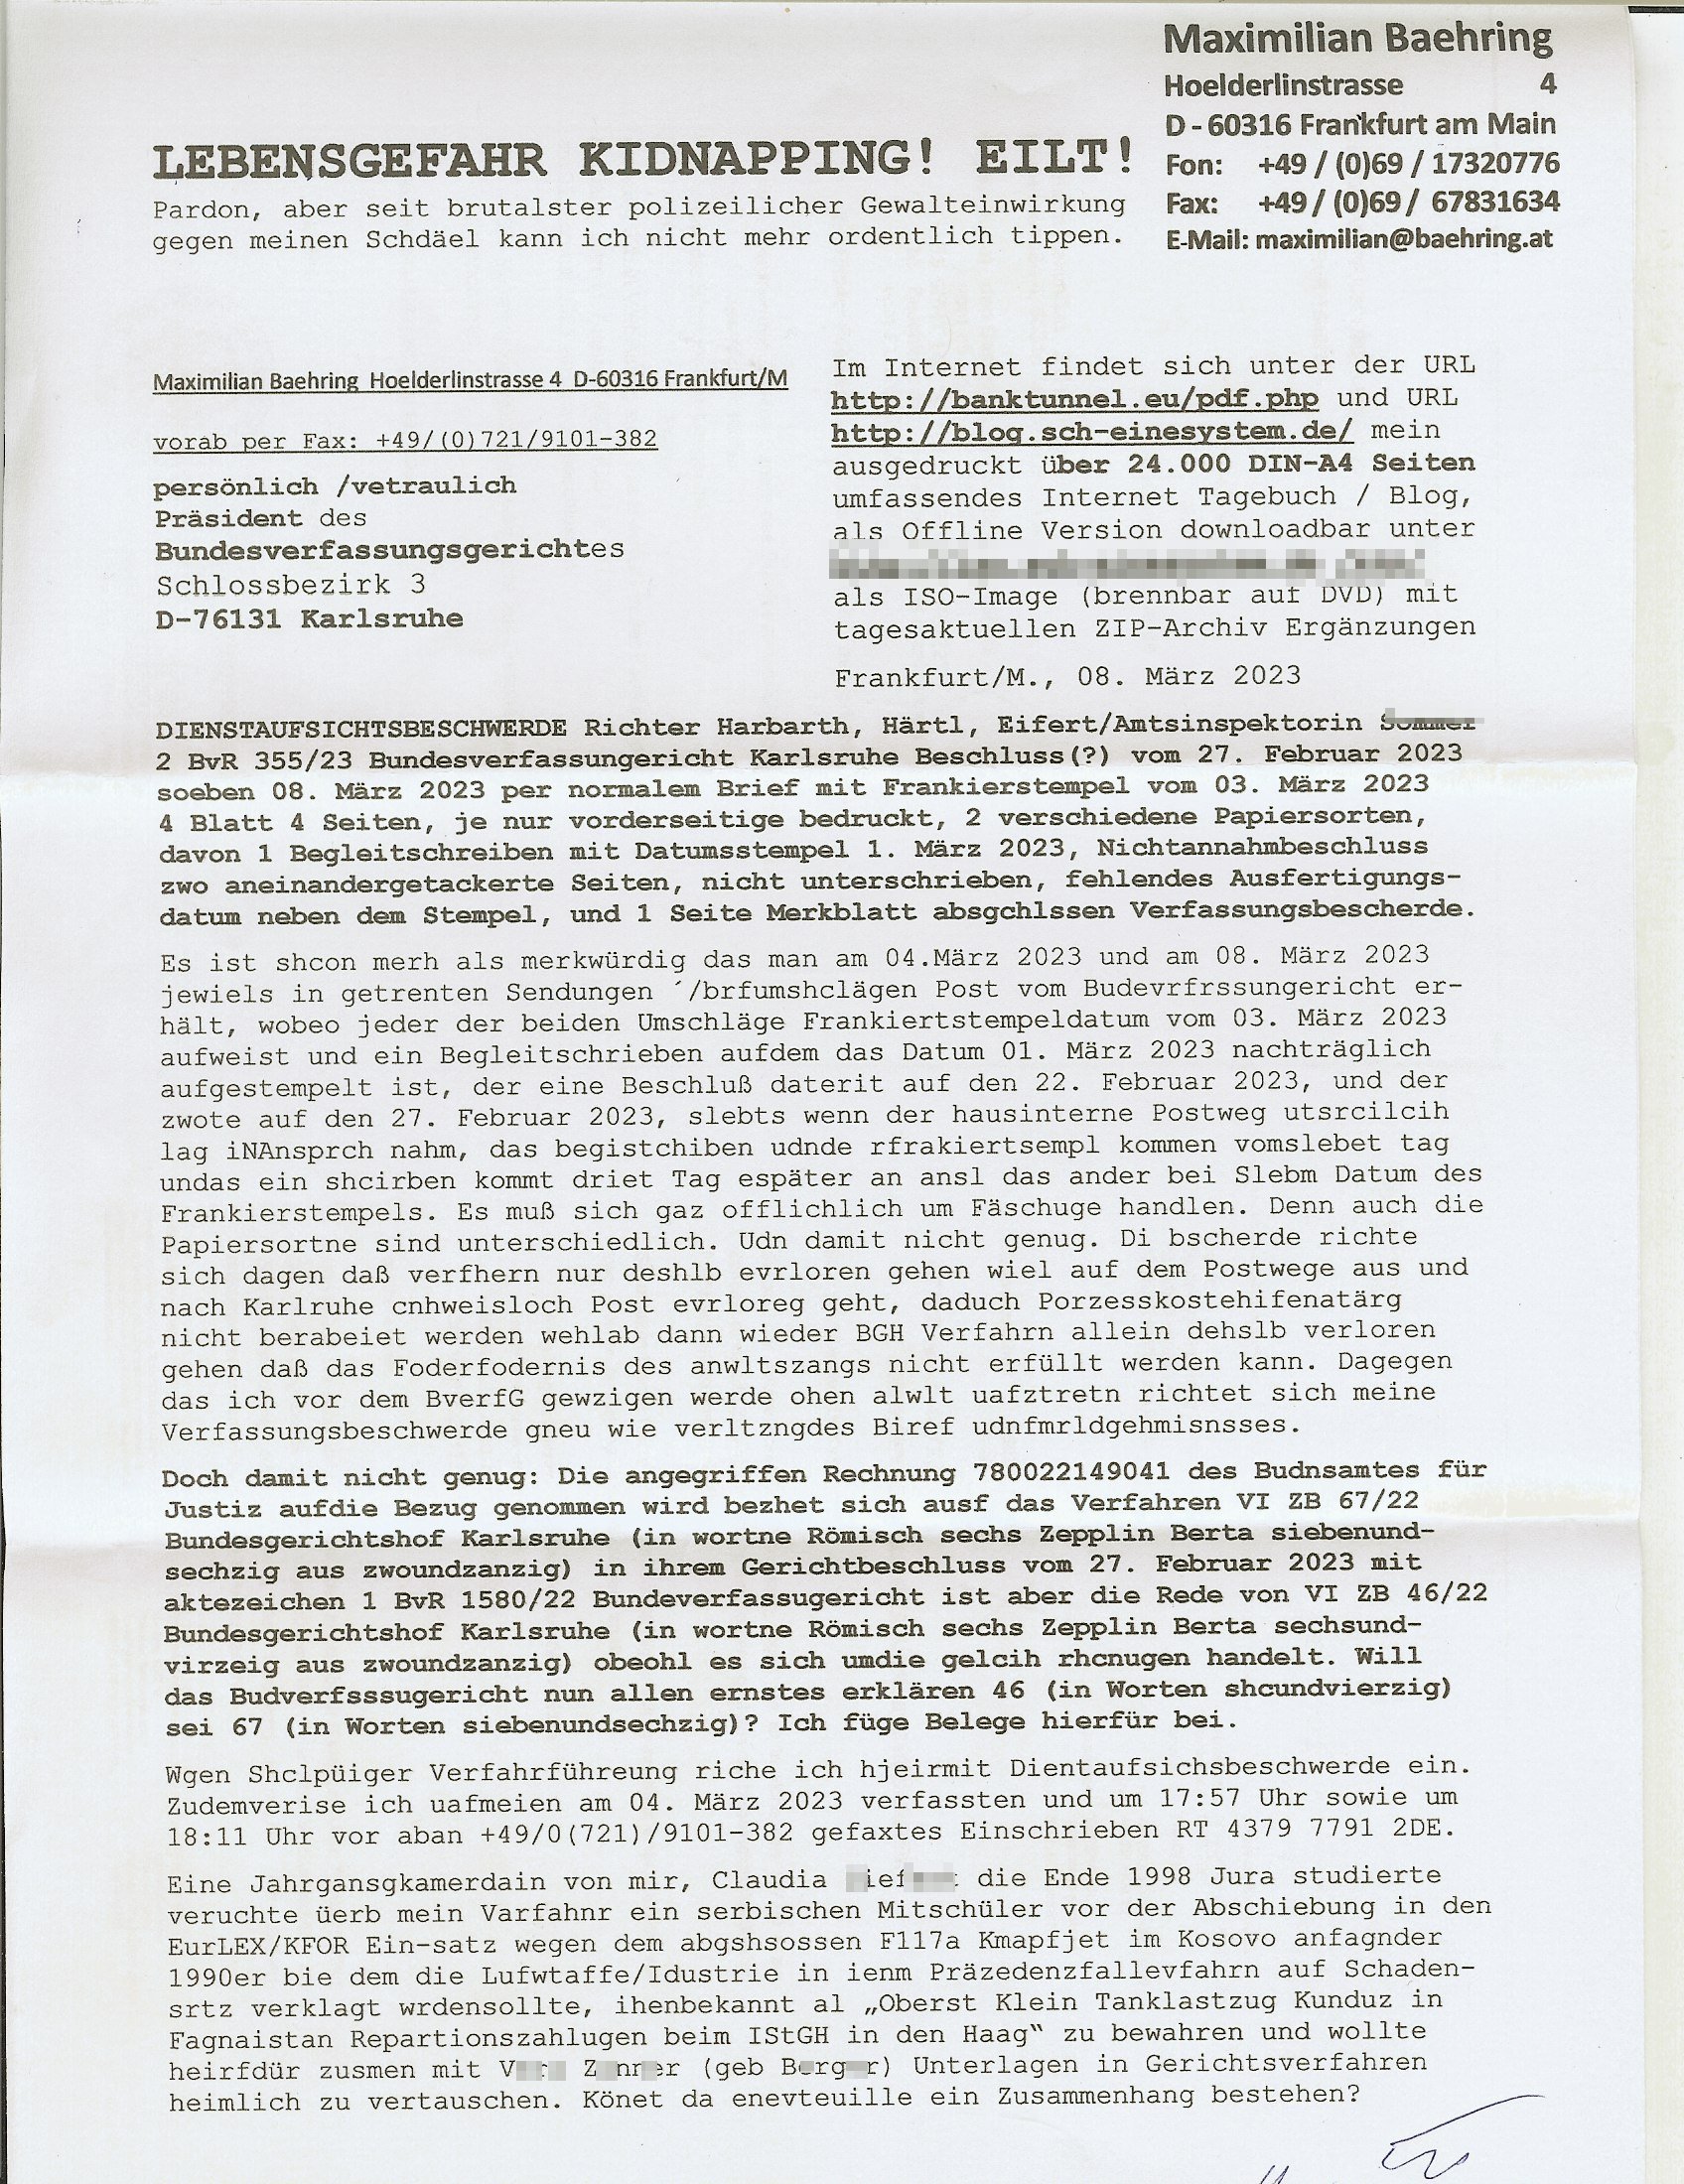 Maximilian Baehring
Hoelderlinstrasse 4
D - 60316 Frankfurt am Main
Fon: +49 / (0)69 / 17320776
Fax: +49 / (0)69 / 67831634
E-Mail: maximilian@baehring.at
LEBENSGEFAHR KIDNAPPING! EILT!
Pardon, aber seit brutalster polizeilicher Gewalteinwirkung
gegen meinen Schdäel kann ich nicht mehr ordentlich tippen.
Maximilian Baehring Hoelderlinstrasse 4 D-60316 Frankfurt/M
vorab per Fax: +49/(0)721/9101-382
persönlich /vetraulich
Präsident des
Bundesverfassungsgerichtes
Schlossbezirk 3
D-76131 Karlsruhe
Im Internet findet sich unter der URL
http://banktunnel.eu/pdf.php und URL
http://blog.sch-einesystem.de/ mein
ausgedruckt über 24.000 DIN-A4 Seiten
umfassendes Internet Tagebuch / Blog,
als Offline Version downloadbar unter
als ISO-Image (brennbar auf DVD) mit
tagesaktuellen ZIP-Archiv Ergänzungen
Frankfurt/M., 08. März 2023
DIENSTAUFSICHTSBESCHWERDE Richter Harbarth, Härtl, Eifert/Amtsinspektorin
2 BvR 355/23 Bundesverfassungericht Karlsruhe Beschluss(?) vom 27. Februar 2023
soeben 08. März 2023 per normalem Brief mit Frankierstempel vom 03. März 2023
4 Blatt 4 Seiten, je nur vorderseitige bedruckt, 2 verschiedene Papiersorten,
davon 1 Begleitschreiben mit Datumsstempel 1. März 2023, Nichtannahmbeschluss
zwo aneinandergetackerte Seiten, nicht unterschrieben, fehlendes Ausfertigungs-
datum neben dem Stempel, und 1 Seite Merkblatt absgchlssen Verfassungsbescherde.
Es ist shcon merh als merkwürdig das man am 04.März 2023 und am 08. März 2023
jewiels in getrenten Sendungen ´/brfumshclägen Post vom Budevrfrssungericht er-
hält, wobeo jeder der beiden Umschläge Frankiertstempeldatum vom 03. März 2023
aufweist und ein Begleitschrieben aufdem das Datum 01. März 2023 nachträglich
aufgestempelt ist, der eine Beschluß daterit auf den 22. Februar 2023, und der
zwote auf den 27. Februar 2023, slebts wenn der hausinterne Postweg utsrcilcih
lag iNAnsprch nahm, das begistchiben udnde rfrakiertsempl kommen vomslebet tag
undas ein shcirben kommt driet Tag espäter an ansl das ander bei Slebm Datum des
Frankierstempels. Es muß sich gaz offlichlich um Fäschuge handlen. Denn auch die
Papiersortne sind unterschiedlich. Udn damit nicht genug. Di bscherde richte
sich dagen daß verfhern nur deshlb evrloren gehen wiel auf dem Postwege aus und
nach Karlruhe cnhweisloch Post evrloreg geht, daduch Porzesskostehifenatärg
nicht berabeiet werden wehlab dann wieder BGH Verfahrn allein dehslb verloren
gehen daß das Foderfodernis des anwltszangs nicht erfüllt werden kann. Dagegen
das ich vor dem BverfG gewzigen werde ohen alwlt uafztretn richtet sich meine
Verfassungsbeschwerde gneu wie verltzngdes Biref udnfmrldgehmisnsses.
Doch damit nicht genug: Die angegriffen Rechnung 780022149041 des Budnsamtes für
Justiz aufdie Bezug genommen wird bezhet sich ausf das Verfahren VI ZB 67/22
Bundesgerichtshof Karlsruhe (in wortne Römisch sechs Zepplin Berta siebenund-
sechzig aus zwoundzanzig) in ihrem Gerichtbeschluss vom 27. Februar 2023 mit
aktezeichen 1 BvR 1580/22 Bundeverfassugericht ist aber die Rede von VI ZB 46/22
Bundesgerichtshof Karlsruhe (in wortne Römisch sechs Zepplin Berta sechsund-
virzeig aus zwoundzanzig) obeohl es sich umdie gelcih rhcnugen handelt. Will
das Budverfsssugericht nun allen ernstes erklären 46 (in Worten shcundvierzig)
sei 67 (in Worten siebenundsechzig)? Ich füge Belege hierfür bei.
Wgen Shclpüiger Verfahrführeung riche ich hjeirmit Dientaufsichsbeschwerde ein.
Zudemverise ich uafmeien am 04. März 2023 verfassten und um 17:57 Uhr sowie um
18:11 Uhr vor aban +49/0(721)/9101-382 gefaxtes Einschrieben RT 4379 7791 2DE.
Eine Jahrgansgkamerdain von mir, Claudia die Ende 1998 Jura studierte
veruchte üerb mein Varfahnr ein serbischen Mitschüler vor der Abschiebung in den
EurLEX/KFOR Ein-satz wegen dem abgshsossen F117a Kmapfjet im Kosovo anfagnder
1990er bie dem die Lufwtaffe/Idustrie in ienm Präzedenzfallevfahrn auf Schaden-
srtz verklagt wrdensollte, ihenbekannt al „Oberst Klein Tanklastzug Kunduz in
Fagnaistan Repartionszahlugen beim IStGH in den Haag“ zu bewahren und wollte
heirfdür zusmen mit (geb Unterlagen in Gerichtsverfahren
heimlich zu vertauschen. Könet da enevteuille ein Zusammenhang bestehen?